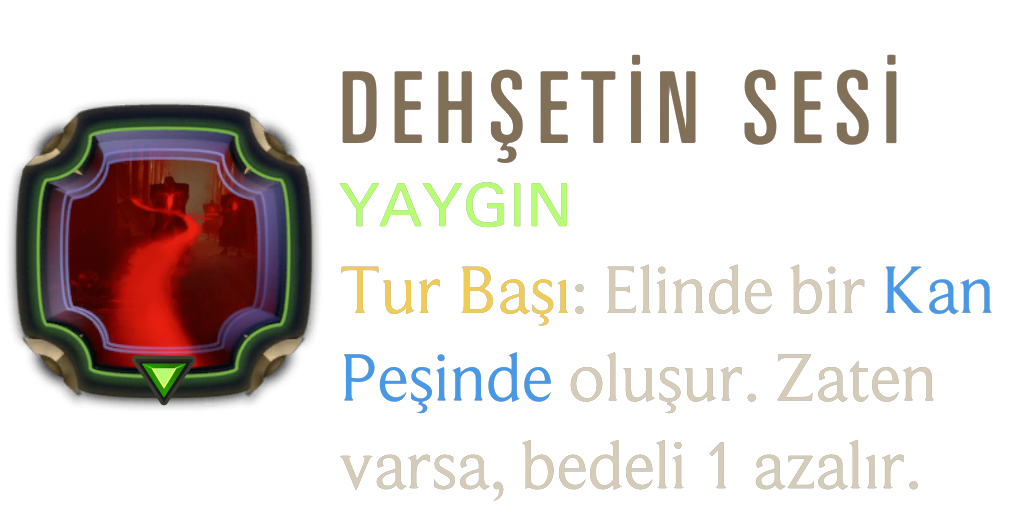 DEHŞETİN SESİ
YAYGIN
Tur Başı: Elinde bir Kan
Peşinde oluşur. Zaten
varsa, bedeli 1 azalır.